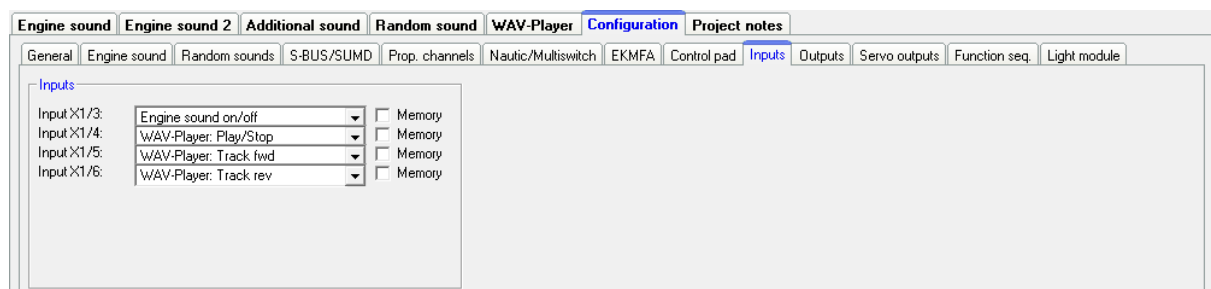 Engine sound Engine sound 2 Additional sound Random sound WAV-Player Configuration Project notes
General Engine sound Random sounds S-BUS/SUMD Prop. channels Nautic/Multiswitch EKMFA Control pad Inputs Outputs Servo outputs Function seq. Light module
Inputs
Input X1/3: Engine sound on/off Memory
Input X1/4: WAV-Player: Play/Stop Memory
Input X1/5: WAV-Player: Track fwd Memory
Input X1/6: WAV-Player: Track rev Memory